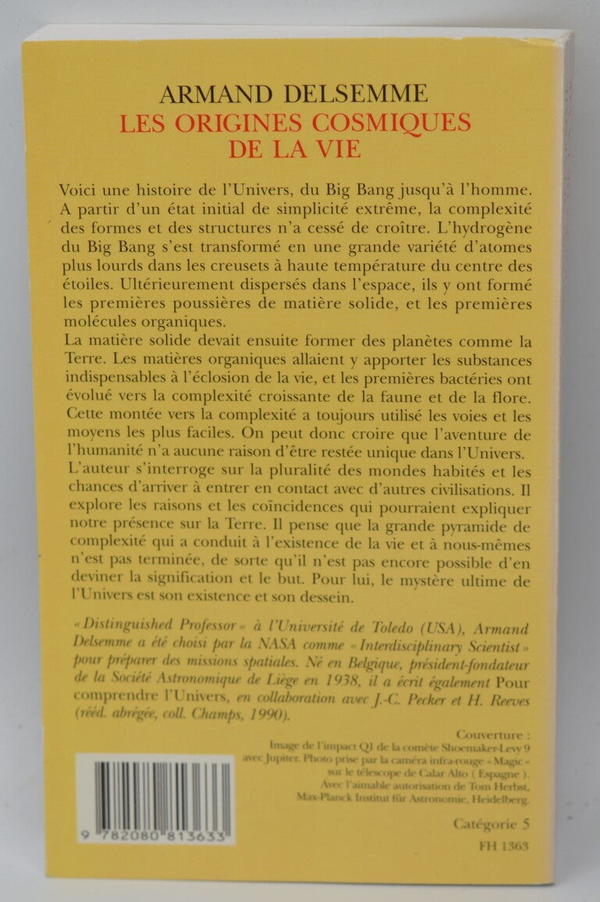 ARMAND DELSEMME
LES ORIGINES COSMIQUES
DE LA VIE
Voici une histoire de l'Univers, du Big Bang jusqu'à l'homme.
A partir d'un état initial de simplicité extrême, la complexité
des formes et des structures n'a cessé de croître. L'hydrogène
du Big Bang s'est transformé en une grande variété d'atomes
plus lourds dans les creusets à haute température du centre des
étoiles. Ultérieurement dispersés dans l'espace, ils y ont formé
les premières poussières de matière solide, et les premières
molécules organiques.
La matière solide devait ensuite former des planètes comme la
Terre. Les matières organiques allaient y apporter les substances
indispensables à l'éclosion de la vie, et les premières bactéries ont
évolué vers la complexité croissante de la faune et de la flore.
Cette montée vers la complexité a toujours utilisé les voies et les
moyens les plus faciles. On peut donc croire que l'aventure de
l'humanité n'a aucune raison d'être restée unique dans l'Univers.
L'auteur s'interroge sur la pluralité des mondes habités et les
chances d'arriver à entrer en contact avec d'autres civilisations. Il
explore les raisons et les coïncidences qui pourraient expliquer
notre présence sur la Terre. Il pense que la grande pyramide de
complexité qui a conduit à l'existence de la vie et à nous-mêmes
n'est pas terminée, de sorte qu'il n'est pas encore possible d'en
deviner la signification et le but. Pour lui, le mystère ultime de
l'Univers est son existence et son dessein.
« Distinguished Professor » à l'Université de Toledo (USA), Armand
Delsemme a été choisi par la NASA comme « Interdisciplinary Scientist »
pour préparer des missions spatiales. Né en Belgique, président-fondateur
de la Société Astronomique de Liège en 1938, il a écrit également Pour
comprendre l'Univers, en collaboration avec J.-C. Pecker et H. Reeves
(rééd. abrégée, coll. Champs, 1990).
Couverture :
Image de l'impact Q1 de la comète Shoemaker-Levy 9
avec Jupiter. Photo prise par la caméra infra-rouge « Magic »
sur le télescope de Calar Alto ( Espagne ).
Avec l'aimable autorisation de Tom Herbst,
Max-Planck Institut für Astronomie, Heidelberg.
9 782080 813633
Catégorie 5
FH 1363